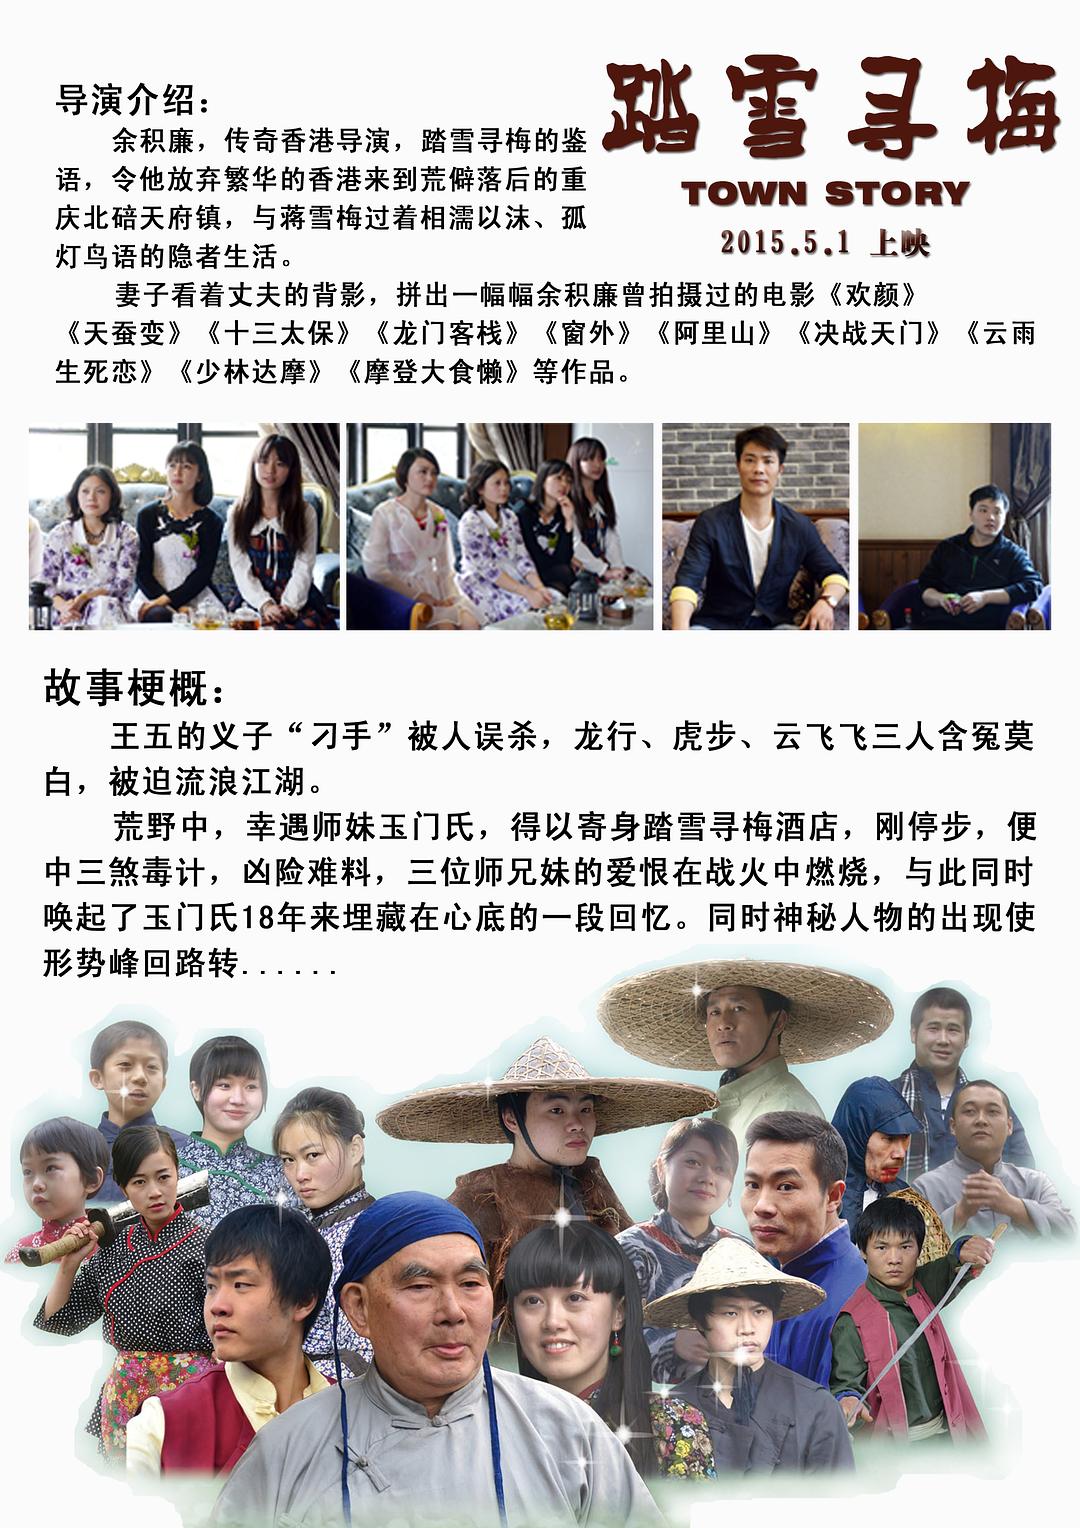 踏雪寻梅
TOWN STORY
2015.5.1 上映
导演介绍：
余积廉，传奇香港导演，踏雪寻梅的鉴
语，令他放弃繁华的香港来到荒僻落后的重
庆北碚天府镇，与蒋雪梅过着相濡以沫、孤
灯鸟语的隐者生活。
妻子看着丈夫的背影，拼出一幅幅余积廉曾拍摄过的电影《欢颜》
《天蚕变》《十三太保》《龙门客栈》《窗外》《阿里山》《决战天门》《云雨
生死恋》《少林达摩》《摩登大食懒》等作品。
故事梗概：
王五的义子“刁手”被人误杀，龙行、虎步、云飞飞三人含冤莫
白，被迫流浪江湖。
荒野中，幸遇师妹玉门氏，得以寄身踏雪寻梅酒店，刚停步，便
中三煞毒计，凶险难料，三位师兄妹的爱恨在战火中燃烧，与此同时
唤起了玉门氏18年来埋藏在心底的一段回忆。同时神秘人物的出现使
形势峰回路转......